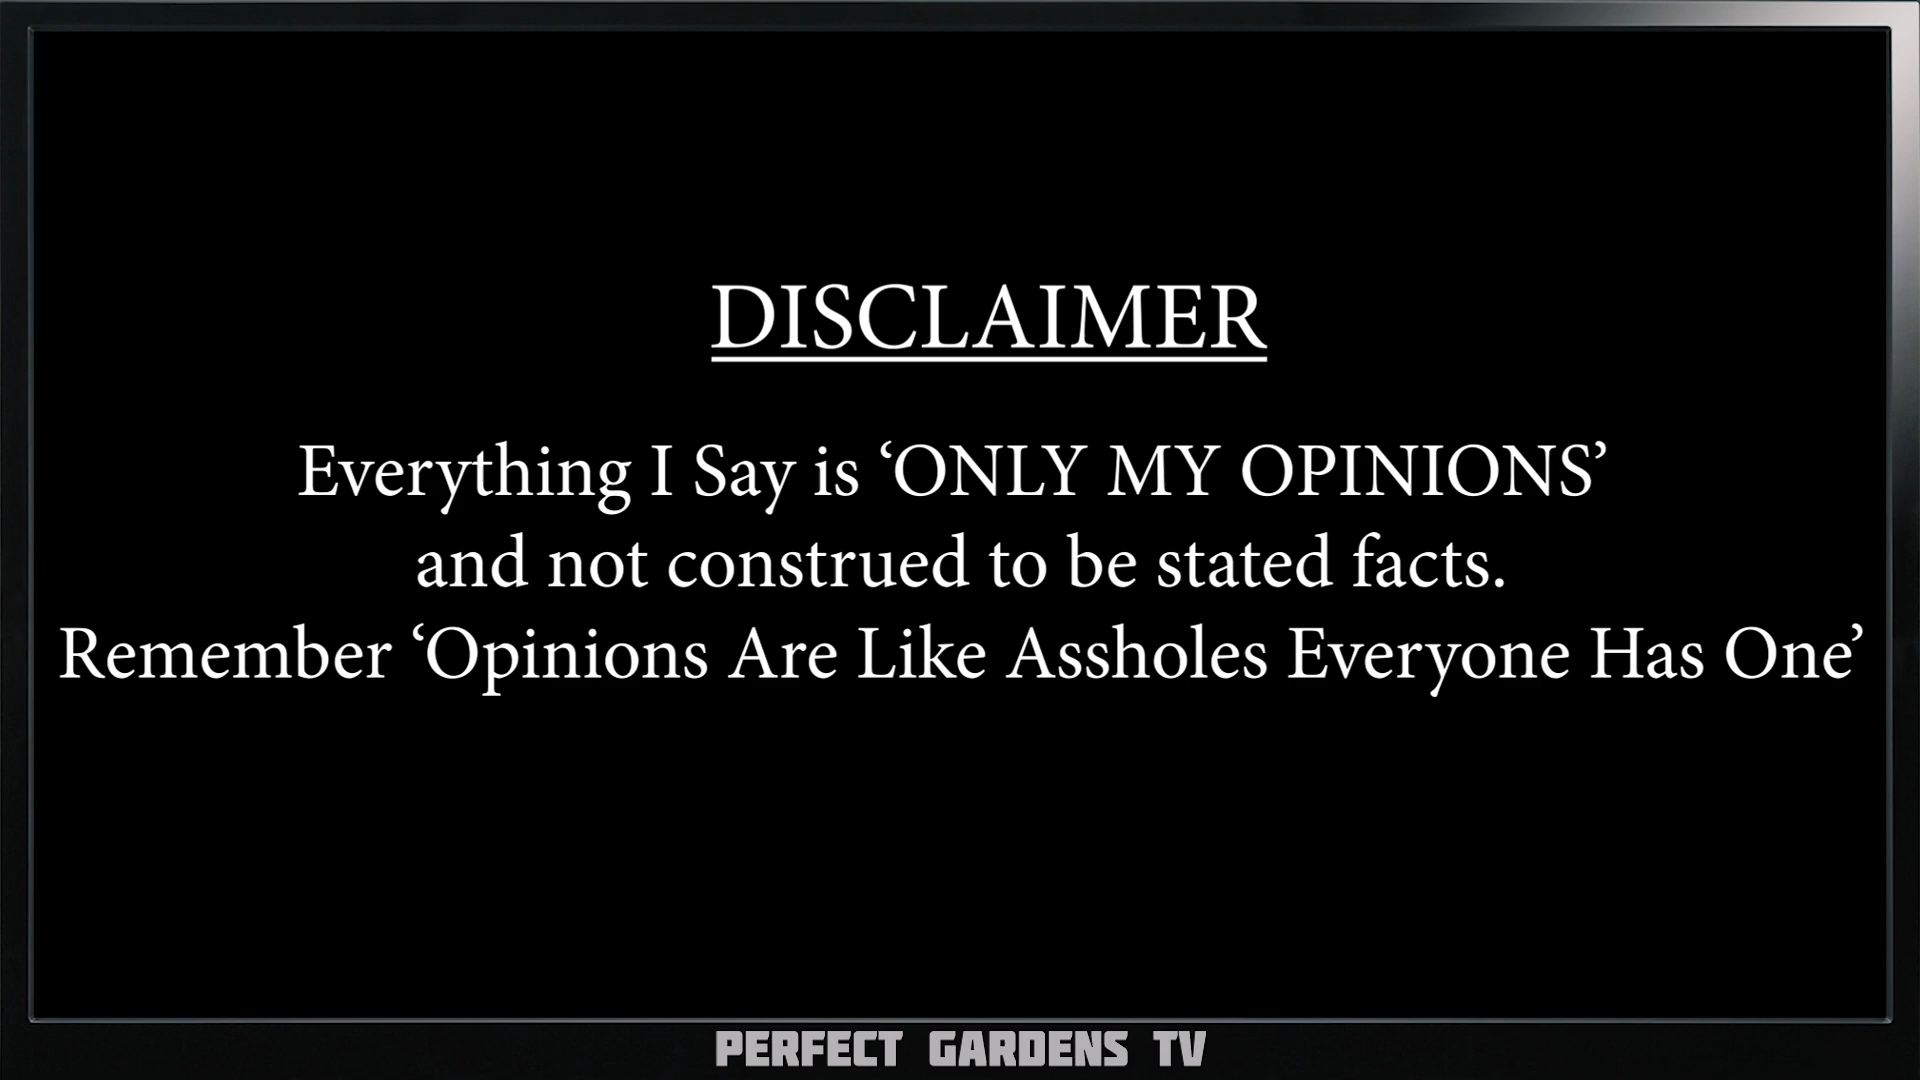 DISCLAIMER
Everything I Say is ‘ONLY MY OPINIONS’
and not construed to be stated facts.
Remember ‘Opinions Are Like Assholes Everyone Has One’
PERFECT GARDENS TV